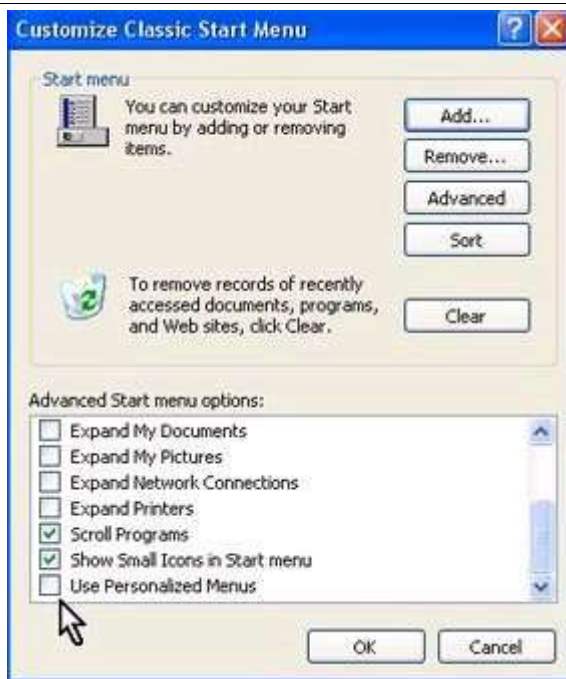 Customize Classic Start Menu
Start menu
You can customize your Start
menu by adding or removing
items.
Add...
Remove...
Advanced
Sort
To remove records of recently
accessed documents, programs,
and Web sites, click Clear.
Clear
Advanced Start menu options:
Expand My Documents
Expand My Pictures
Expand Network Connections
Expand Printers
Scroll Programs
Show Small Icons in Start menu
Use Personalized Menus
OK
Cancel